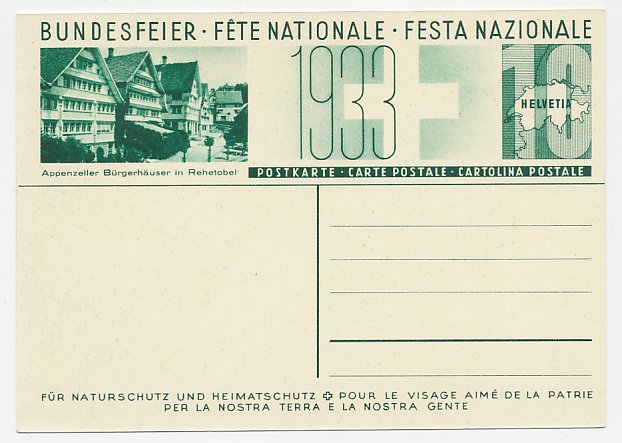 BUNDESFEIER · FÊTE NATIONALE · FESTA NAZIONALE
1933
10
HELVETIA
Appenzeller Bürgerhäuser in Rehetobel
POSTKARTE · CARTE POSTALE · CARTOLINA POSTALE
FÜR NATURSCHUTZ UND HEIMATSCHUTZ POUR LE VISAGE AIMÉ DE LA PATRIE
PER LA NOSTRA TERRA E LA NOSTRA GENTE